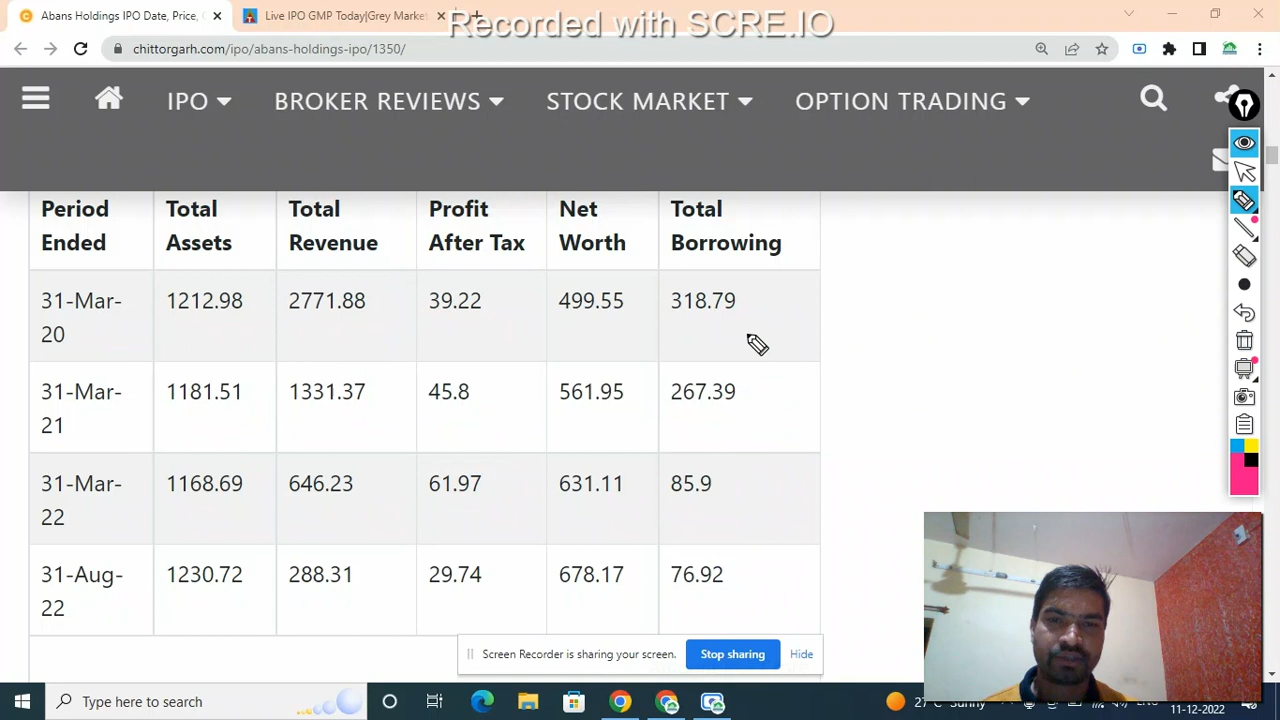 Abans Holdings IPO Date, Price, Live IPO GMP Today|Grey Marke
Recorded with SCRE.IO
chittorgarh.com/ipo/abans-holdings-ipo/1350/
IPO BROKER REVIEWS STOCK MARKET OPTION TRADING
Period Ended Total Assets Total Revenue Profit After Tax Net Worth Total Borrowing
31-Mar-20 1212.98 2771.88 39.22 499.55 318.79
31-Mar-21 1181.51 1331.37 45.8 561.95 267.39
31-Mar-22 1168.69 646.23 61.97 631.11 85.9
31-Aug-22 1230.72 288.31 29.74 678.17 76.92
Screen Recorder is sharing your screen. Stop sharing Hide
Type here to search 27°C Sunny
11-12-2022